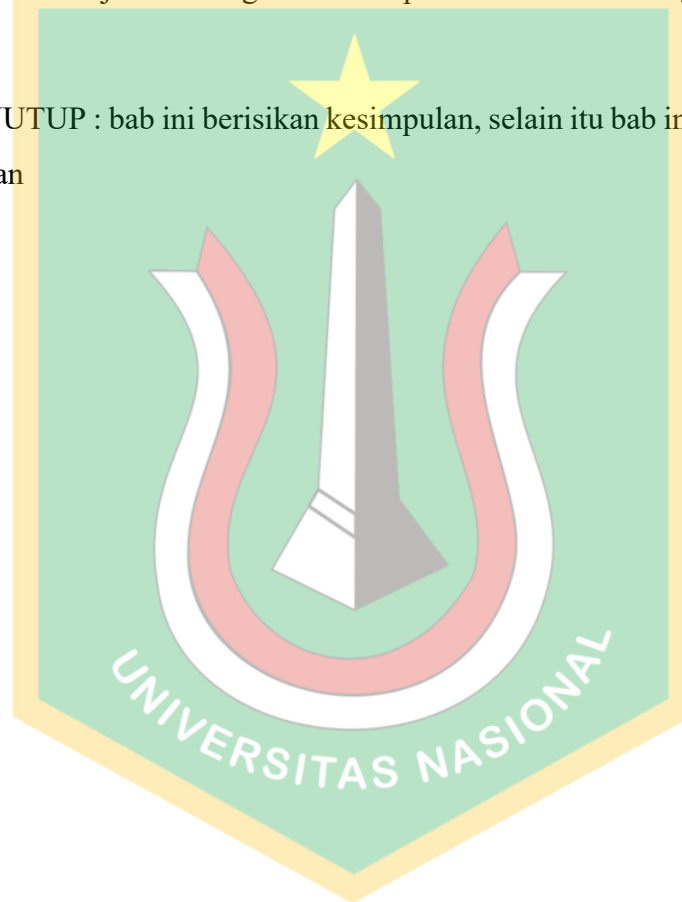 UTUP : bab ini berisikan kesimpulan, selain itu bab in
an
UNIVERSITAS NASIONAL